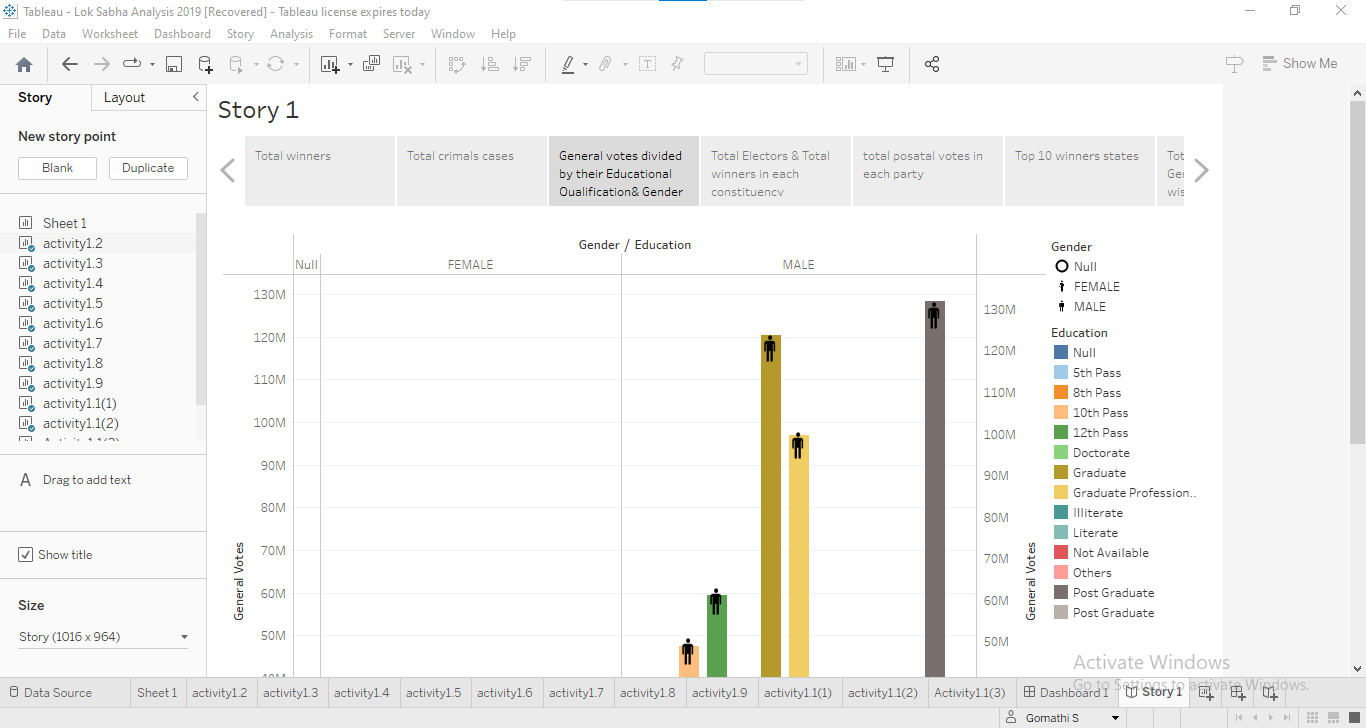 Tableau - Lok Sabha Analysis 2019 [Recovered] - Tableau license expires today
File Data Worksheet Dashboard Story Analysis Format Server Window Help
Show Me
Story Layout
New story point
Blank Duplicate
Sheet 1
activity1.2
activity1.3
activity1.4
activity1.5
activity1.6
activity1.7
activity1.8
activity1.9
activity1.1(1)
activity1.1(2)
Drag to add text
Show title
Size
Story (1016 x 964)
Story 1
Total winners
Total crimals cases
General votes divided
by their Educational
Qualification& Gender
Total Electors & Total
winners in each
constituency
total posatal votes in
each party
Top 10 winners states
Tot
Ger
wis
Gender / Education
Null FEMALE MALE
130M
120M
110M
100M
90M
80M
70M
60M
50M
40M
General Votes
130M
120M
110M
100M
90M
80M
70M
60M
50M
General Votes
Gender
Null
FEMALE
MALE
Education
Null
5th Pass
8th Pass
10th Pass
12th Pass
Doctorate
Graduate
Graduate Profession..
Illiterate
Literate
Not Available
Others
Post Graduate
Post Graduate
Activate Windows
Go to Settings to activate Windows.
Data Source Sheet 1 activity1.2 activity1.3 activity1.4 activity1.5 activity1.6 activity1.7 activity1.8 activity1.9 activity1.1(1) activity1.1(2) Activity1.1(3) Dashboard 1 Story 1
Gomathi S